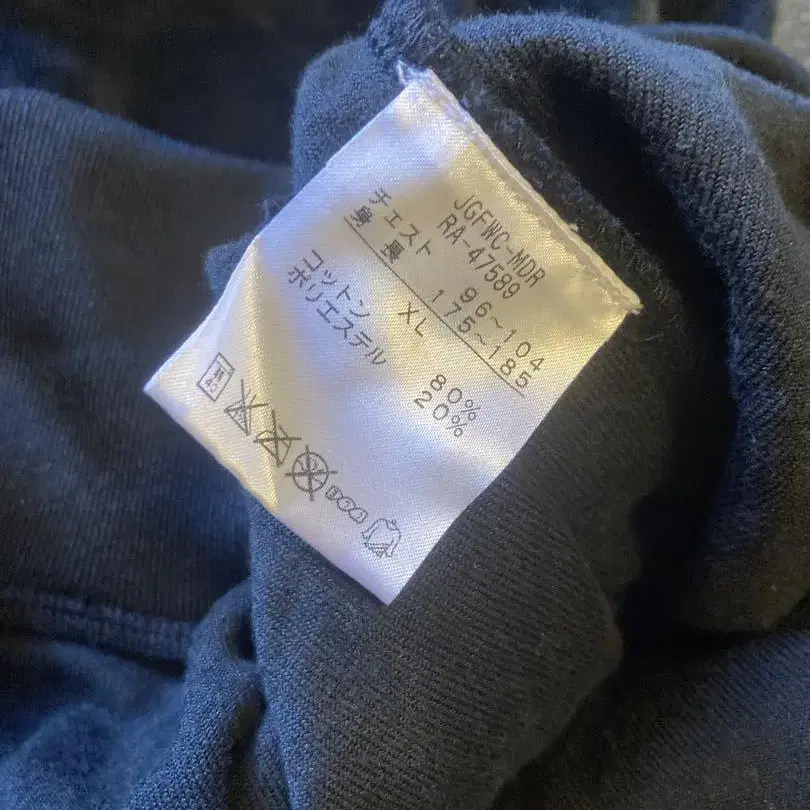 JGFWC-MDR
RA-47589
チェスト 96~104
身長 175~185
XL
コットン 80%
ポリエステル 20%
40